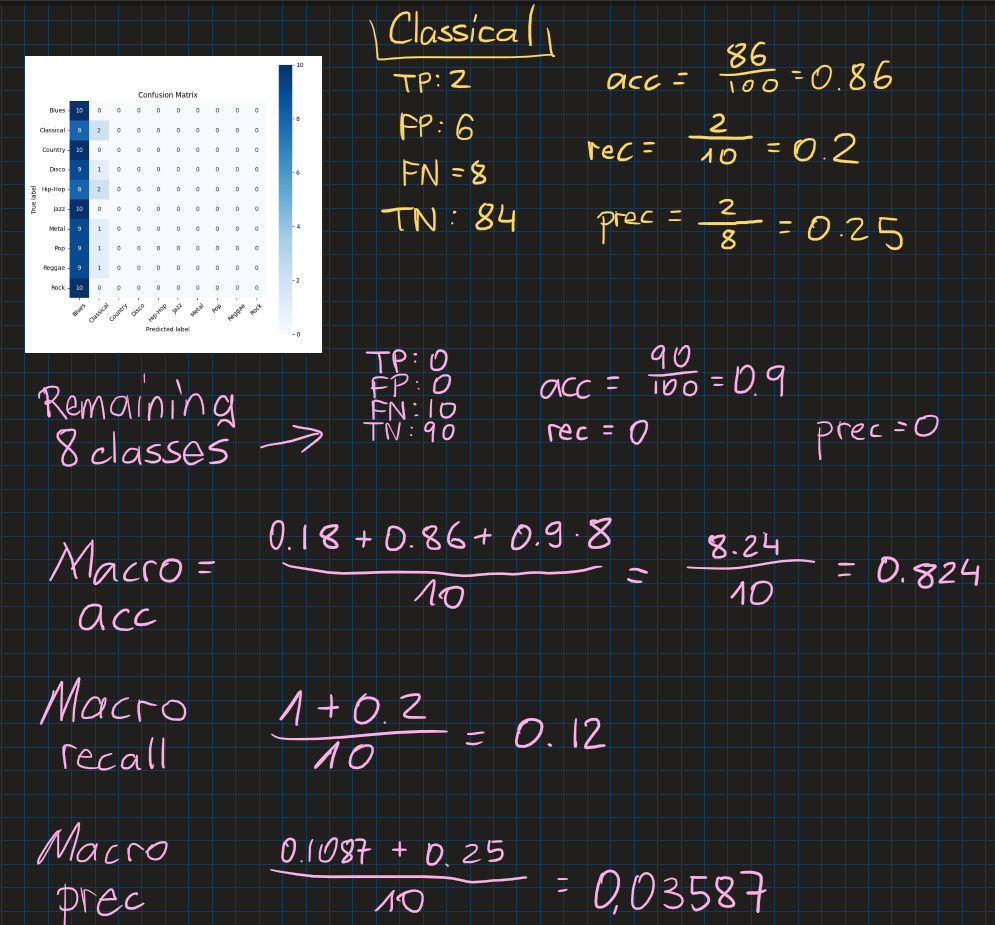 Classical
TP: 2
acc = 86/100 = 0.86
FP: 6
rec = 2/10 = 0.2
FN = 8
TN : 84
prec = 2/8 = 0.25
Confusion Matrix
True label
Blues 10 0 0 0 0 0 0 0 0 0
Classical 8 2 0 0 0 0 0 0 0 0
Country 10 0 0 0 0 0 0 0 0 0
Disco 9 1 0 0 0 0 0 0 0 0
Hip-Hop 8 2 0 0 0 0 0 0 0 0
Jazz 10 0 0 0 0 0 0 0 0 0
Metal 9 1 0 0 0 0 0 0 0 0
Pop 9 1 0 0 0 0 0 0 0 0
Reggae 9 1 0 0 0 0 0 0 0 0
Rock 10 0 0 0 0 0 0 0 0 0
Blues Classical Country Disco Hip-Hop Jazz Metal Pop Reggae Rock
Predicted label
10
8
6
4
2
0
Remaining
8 classes
TP: 0
FP: 0
FN: 10
TN: 90
acc = 90/100 = 0.9
rec = 0
prec = 0
Macro = 0.18 + 0.86 + 0.9 · 8 / 10 = 8.24/10 = 0.824
acc
Macro 1 + 0.2 / 10 = 0.12
recall
Macro 0.1087 + 0.25 / 10 = 0,03587
prec